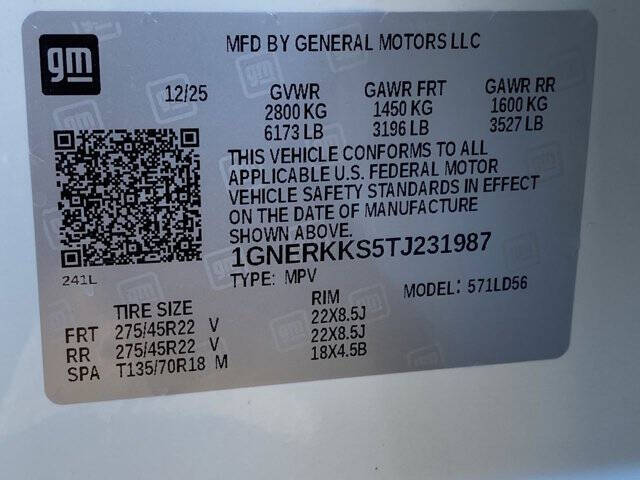 gm
MFD BY GENERAL MOTORS LLC
12/25 GVWR GAWR FRT GAWR RR
2800 KG 1450 KG 1600 KG
6173 LB 3196 LB 3527 LB
THIS VEHICLE CONFORMS TO ALL
APPLICABLE U.S. FEDERAL MOTOR
VEHICLE SAFETY STANDARDS IN EFFECT
ON THE DATE OF MANUFACTURE
SHOWN ABOVE.
1GNERKKS5TJ231987
241L
TYPE: MPV MODEL: 571LD56
TIRE SIZE RIM
FRT 275/45R22 V 22X8.5J
RR 275/45R22 V 22X8.5J
SPA T135/70R18 M 18X4.5B